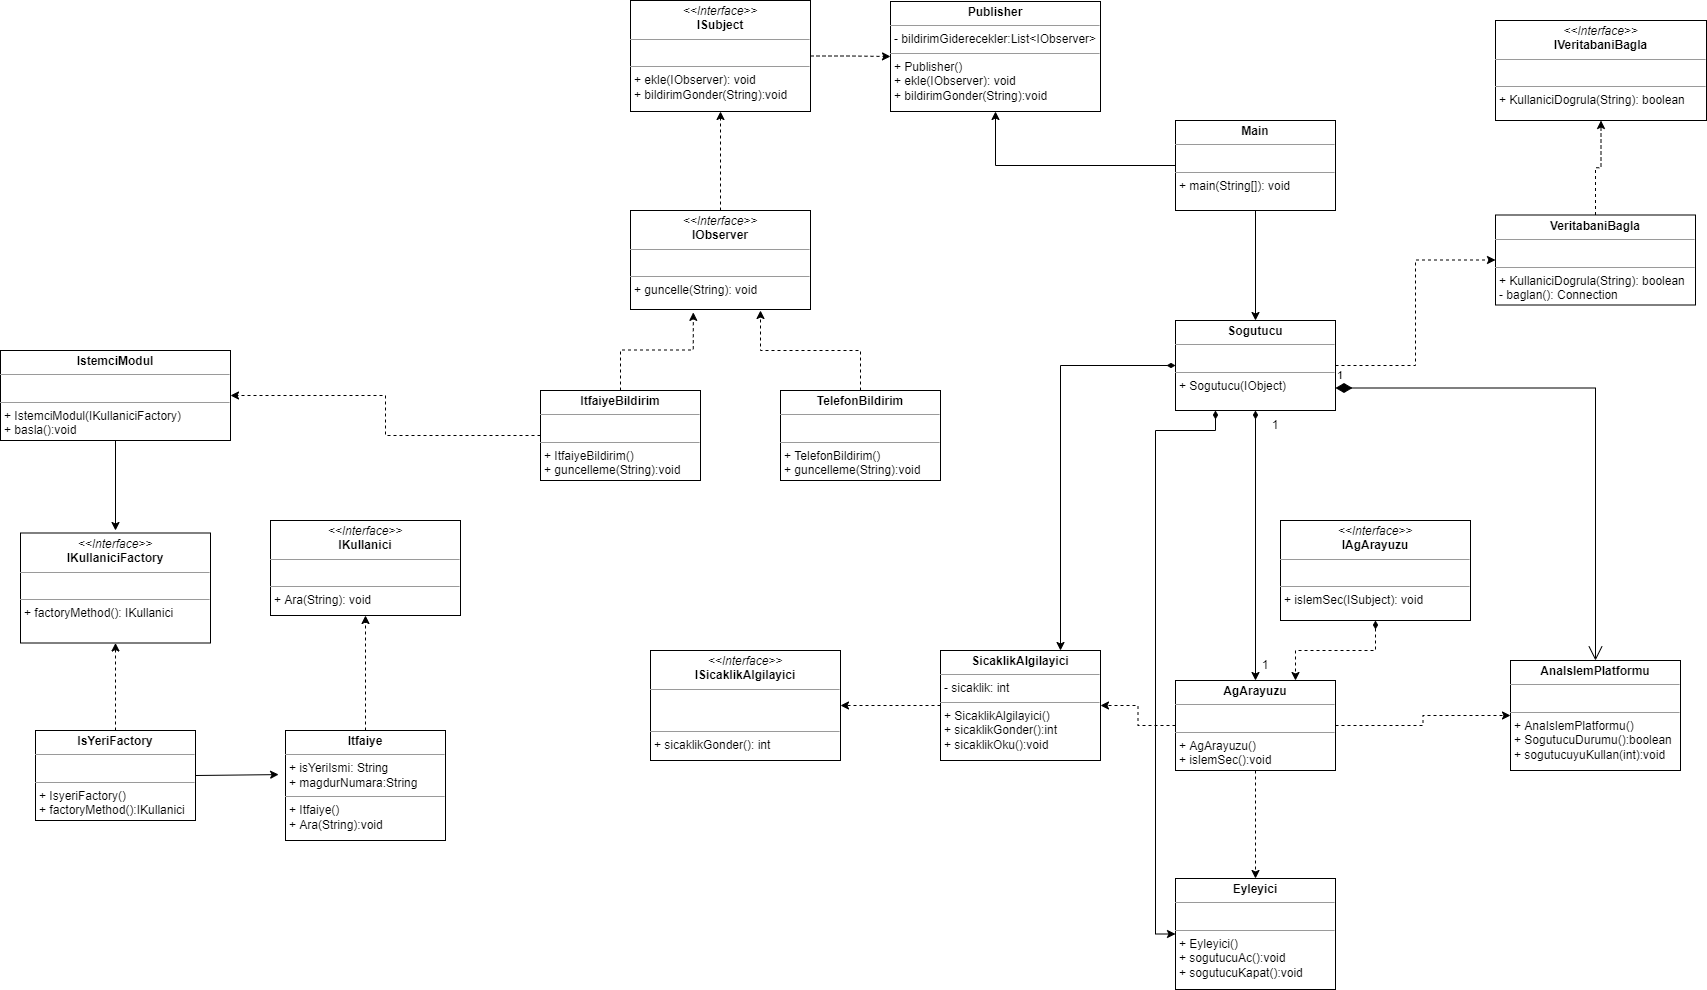 <<Interface>>
ISubject
+ ekle(IObserver): void
+ bildirimGonder(String):void
Publisher
- bildirimGiderecekler:List<IObserver>
+ Publisher()
+ ekle(IObserver): void
+ bildirimGonder(String):void
<<Interface>>
IVeritabaniBagla
+ KullaniciDogrula(String): boolean
Main
+ main(String[]): void
<<Interface>>
IObserver
+ guncelle(String): void
VeritabaniBagla
+ KullaniciDogrula(String): boolean
- baglan(): Connection
Sogutucu
+ Sogutucu(IObject)
1
1
IstemciModul
+ IstemciModul(IKullaniciFactory)
+ basla():void
ItfaiyeBildirim
+ ItfaiyeBildirim()
+ guncelleme(String):void
TelefonBildirim
+ TelefonBildirim()
+ guncelleme(String):void
<<Interface>>
IKullaniciFactory
+ factoryMethod(): IKullanici
<<Interface>>
IKullanici
+ Ara(String): void
<<Interface>>
IAgArayuzu
+ islemSec(ISubject): void
<<Interface>>
ISicaklikAlgilayici
+ sicaklikGonder(): int
SicaklikAlgilayici
- sicaklik: int
+ SicaklikAlgilayici()
+ sicaklikGonder():int
+ sicaklikOku():void
1
AgArayuzu
+ AgArayuzu()
+ islemSec():void
AnaIslemPlatformu
+ AnaIslemPlatformu()
+ SogutucuDurumu():boolean
+ sogutucuyuKullan(int):void
IsYeriFactory
+ IsyeriFactory()
+ factoryMethod():IKullanici
Itfaiye
+ isYeriIsmi: String
+ magdurNumara:String
+ Itfaiye()
+ Ara(String):void
Eyleyici
+ Eyleyici()
+ sogutucuAc():void
+ sogutucuKapat():void